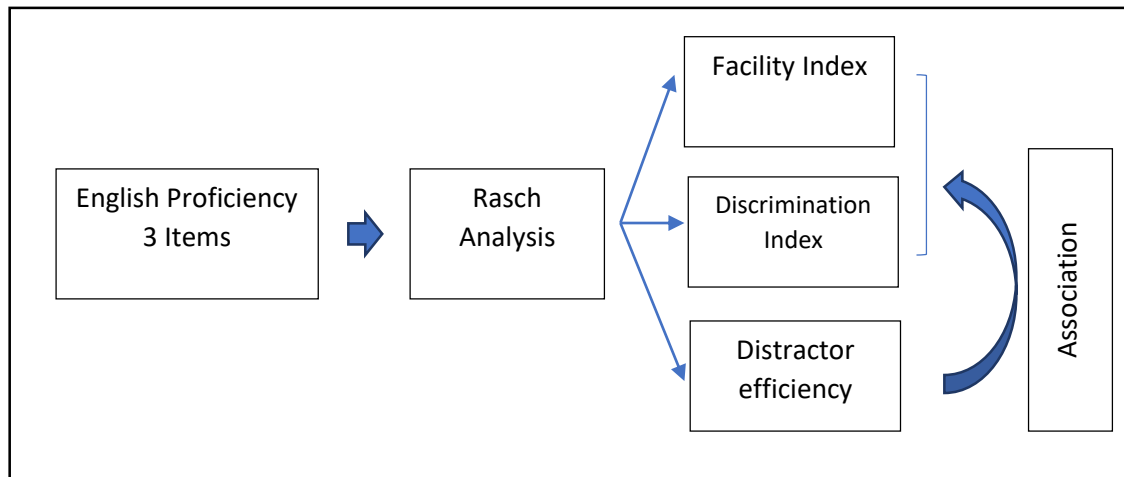 English Proficiency
3 Items
Rasch
Analysis
Facility Index
Discrimination
Index
Distractor
efficiency
Association